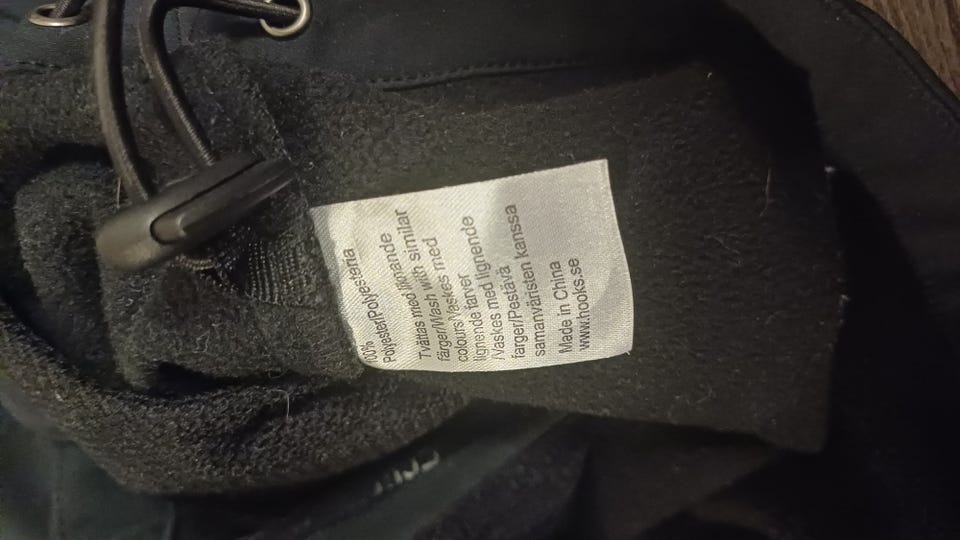 100%
Polyester/Polyesteria
Tvättas med liknande
färger/Wash with similar
colours/Vaskes med
lignende farver
/Vaskes med lignende
farger/Pestävä
samanväristen kanssa
Made in China
www.hooks.se